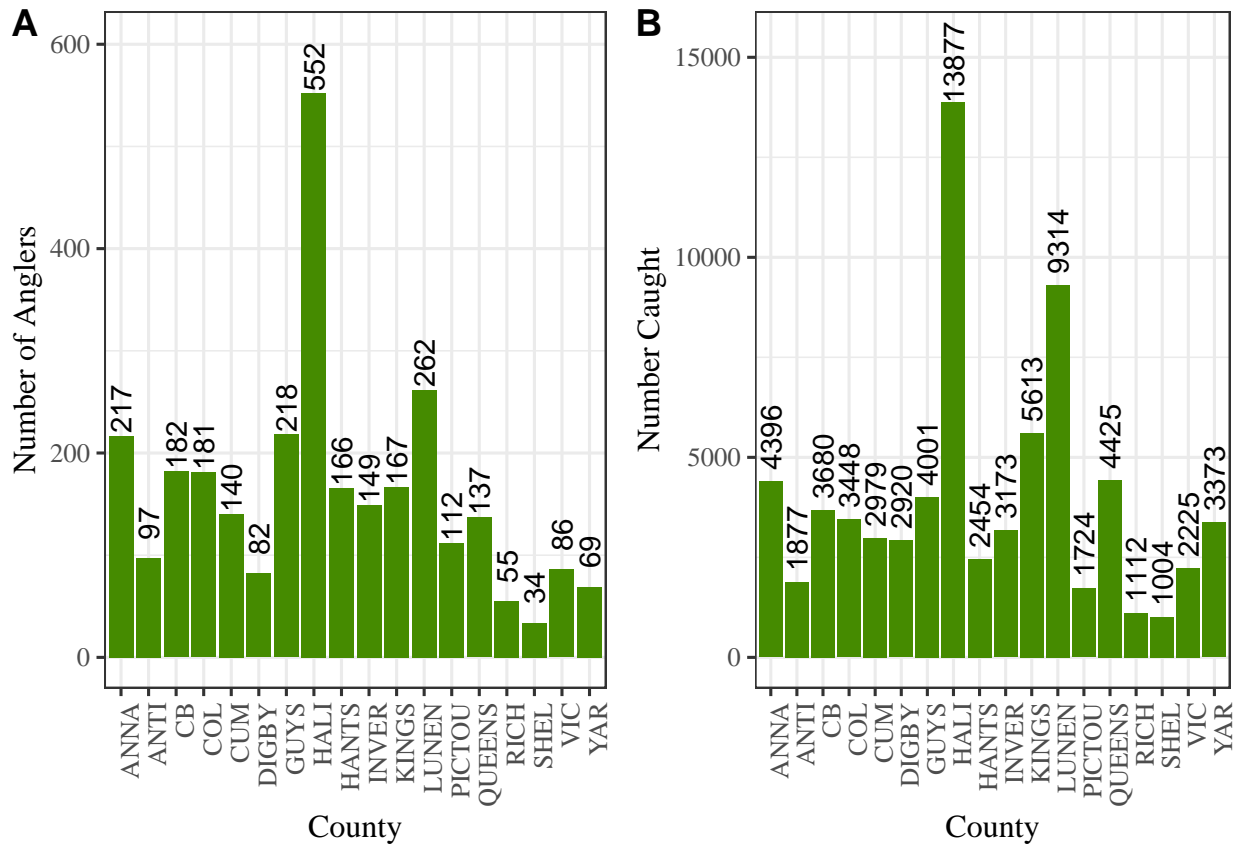 A
Number of Anglers
600
400
200
0
217
97
182
181
140
82
218
552
166
149
167
262
112
137
55
34
86
69
ANNA
ANTI
CB
COL
CUM
DIGBY
GUYS
HALI
HANTS
INVER
KINGS
LUNEN
PICTOU
QUEENS
RICH
SHEL
VIC
YAR
County
B
Number Caught
15000
10000
5000
0
4396
1877
3680
3448
2979
2920
4001
13877
2454
3173
5613
9314
1724
4425
1112
1004
2225
3373
ANNA
ANTI
CB
COL
CUM
DIGBY
GUYS
HALI
HANTS
INVER
KINGS
LUNEN
PICTOU
QUEENS
RICH
SHEL
VIC
YAR
County